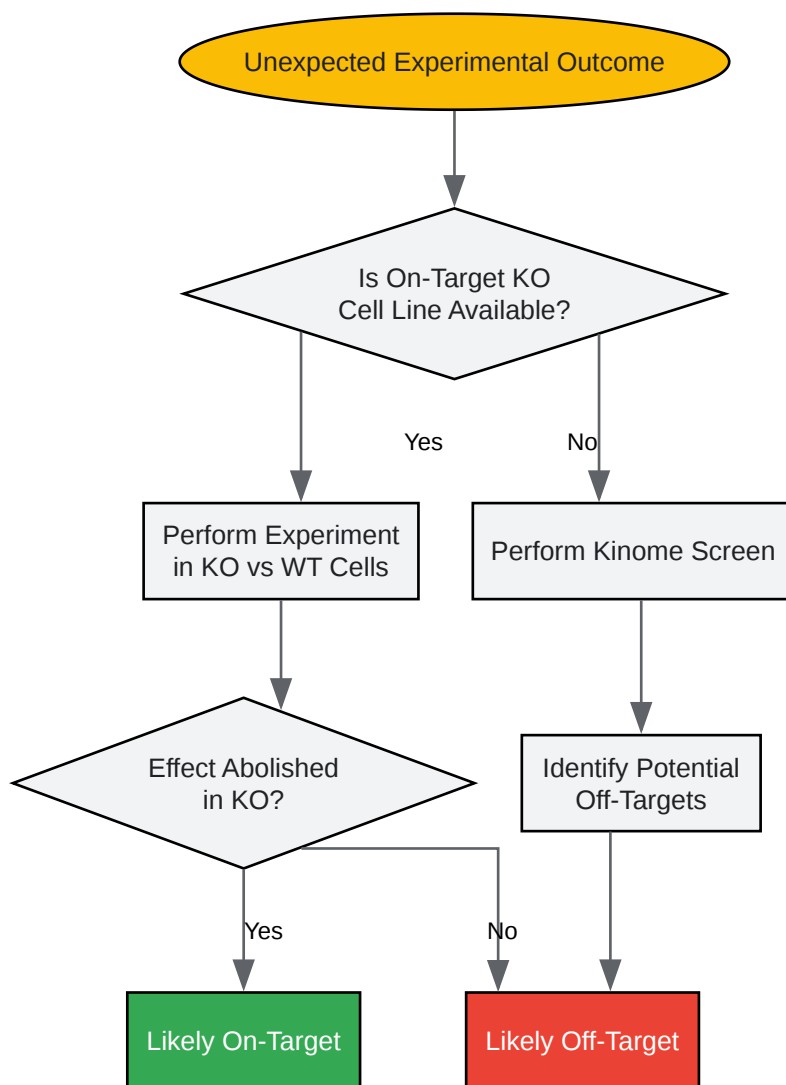 Unexpected Experimental Outcome
Is On-Target KO
Cell Line Available?
Yes
No
Perform Experiment
in KO vs WT Cells
Perform Kinome Screen
Effect Abolished
in KO?
Identify Potential
Off-Targets
Yes
No
Likely On-Target
Likely Off-Target